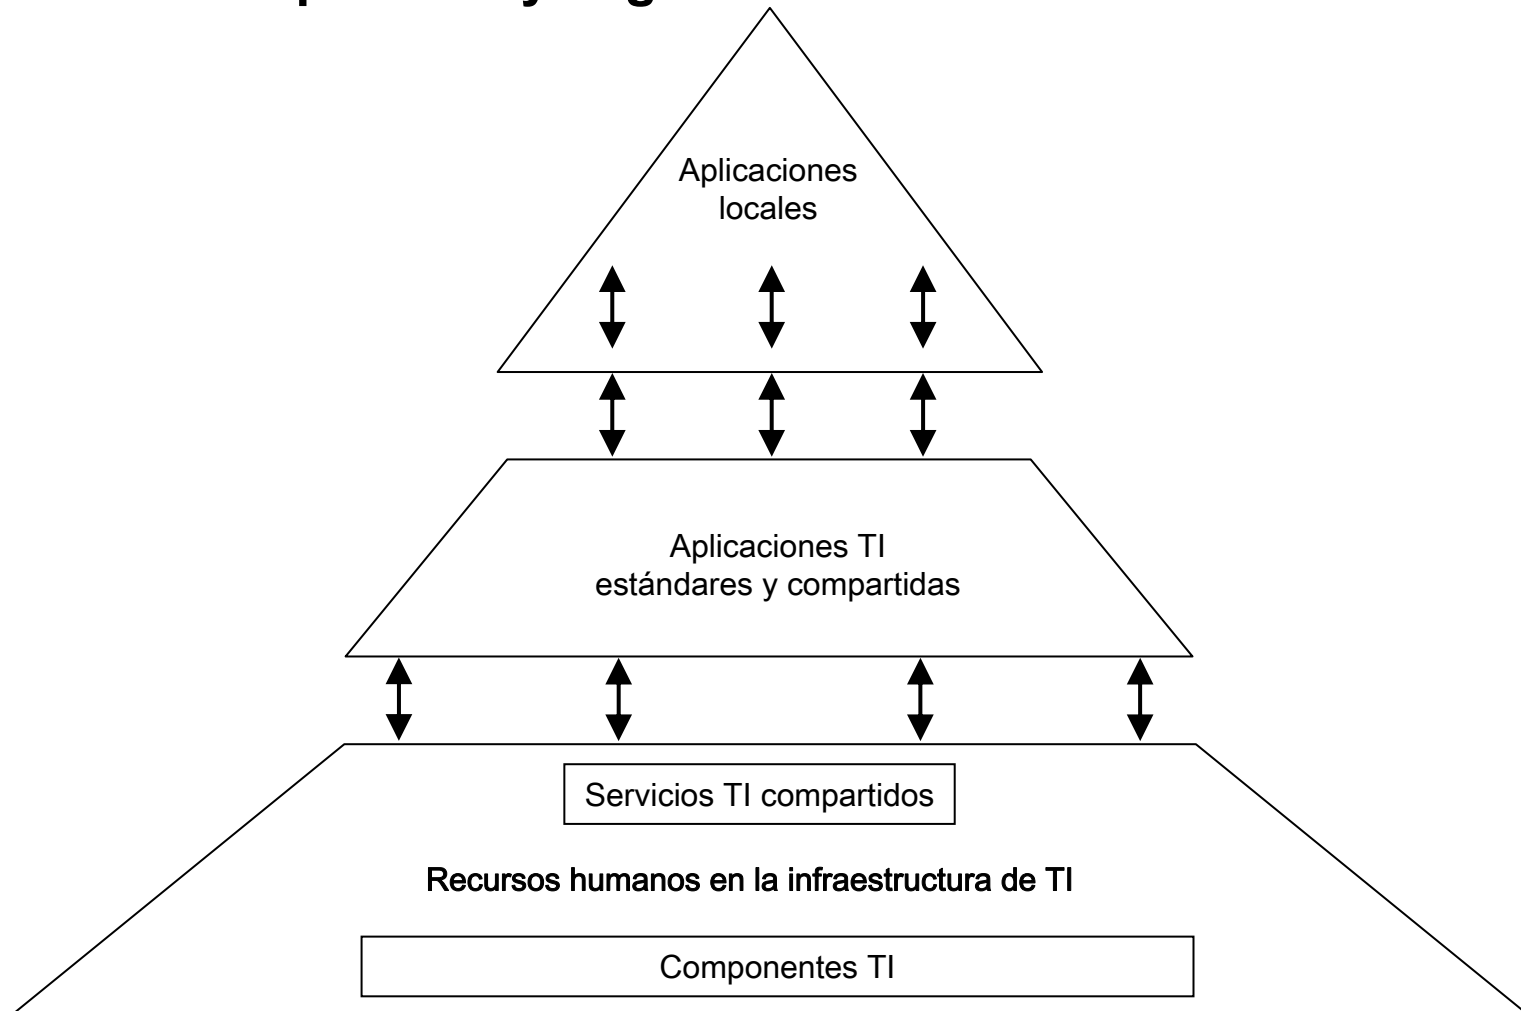 Aplicaciones
locales
Aplicaciones TI
estándares y compartidas
Servicios TI compartidos
Recursos humanos en la infraestructura de TI
Componentes TI